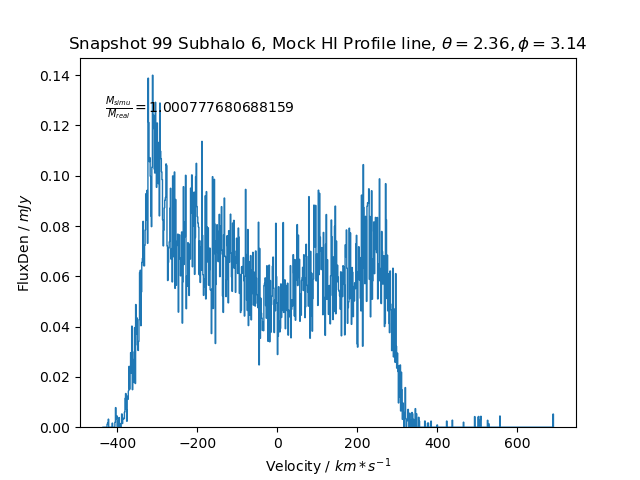 Snapshot 99 Subhalo 6, Mock HI Profile line, θ = 2.36, ϕ = 3.14
0.14
0.12
0.10
0.08
0.06
0.04
0.02
0.00
FluxDen / mJy
M_simu / M_real = 1.000777680688159
−400 −200 0 200 400 600
Velocity / km * s⁻¹